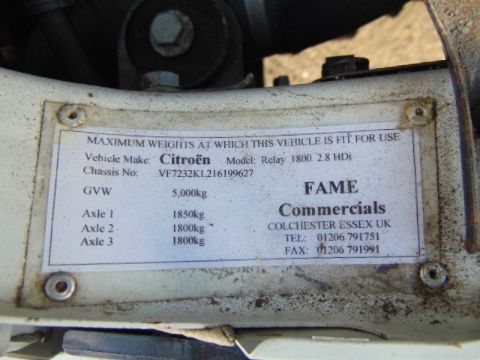 MAXIMUM WEIGHTS AT WHICH THIS VEHICLE IS FIT FOR USE
Vehicle Make: Citroën Model: Relay 1800 2.8 HDi
Chassis No: VF7232K1.216199627
GVW 5,000kg
FAME
Commercials
COLCHESTER ESSEX UK
TEL: 01206 791751
FAX: 01206 791991
Axle 1 1850kg
Axle 2 1800kg
Axle 3 1800kg